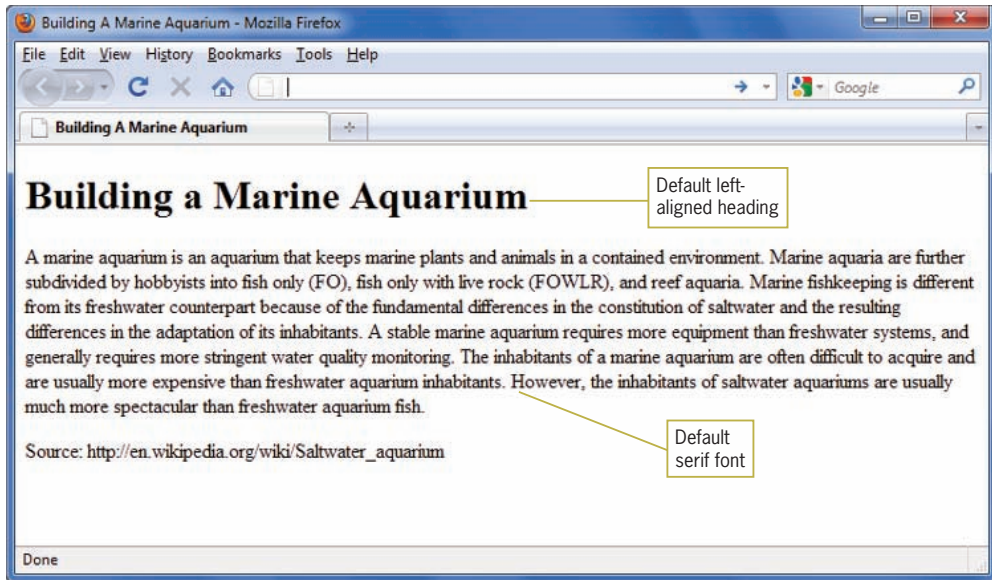 Building A Marine Aquarium - Mozilla Firefox
File Edit View History Bookmarks Tools Help
Google
Building A Marine Aquarium
Building a Marine Aquarium
Default left-
aligned heading
A marine aquarium is an aquarium that keeps marine plants and animals in a contained environment. Marine aquaria are further
subdivided by hobbyists into fish only (FO), fish only with live rock (FOWLR), and reef aquaria. Marine fishkeeping is different
from its freshwater counterpart because of the fundamental differences in the constitution of saltwater and the resulting
differences in the adaptation of its inhabitants. A stable marine aquarium requires more equipment than freshwater systems, and
generally requires more stringent water quality monitoring. The inhabitants of a marine aquarium are often difficult to acquire and
are usually more expensive than freshwater aquarium inhabitants. However, the inhabitants of saltwater aquariums are usually
much more spectacular than freshwater aquarium fish.
Default
serif font
Source: http://en.wikipedia.org/wiki/Saltwater_aquarium
Done